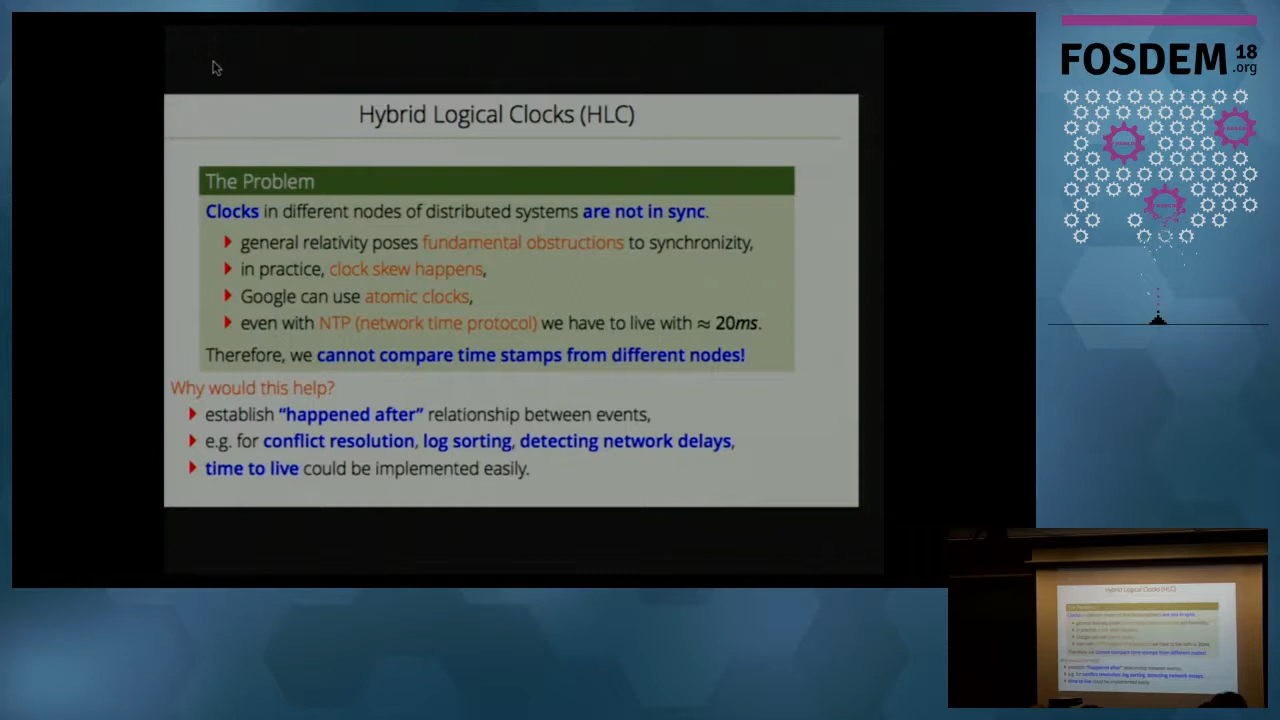 Hybrid Logical Clocks (HLC)
The Problem
Clocks in different nodes of distributed systems are not in sync.
general relativity poses fundamental obstructions to synchronizity,
in practice, clock skew happens,
Google can use atomic clocks,
even with NTP (network time protocol) we have to live with ≈ 20ms.
Therefore, we cannot compare time stamps from different nodes!
Why would this help?
establish “happened after” relationship between events,
e.g. for conflict resolution, log sorting, detecting network delays,
time to live could be implemented easily.
FOSDEM 18
.org
Hybrid Logical Clocks (HLC)